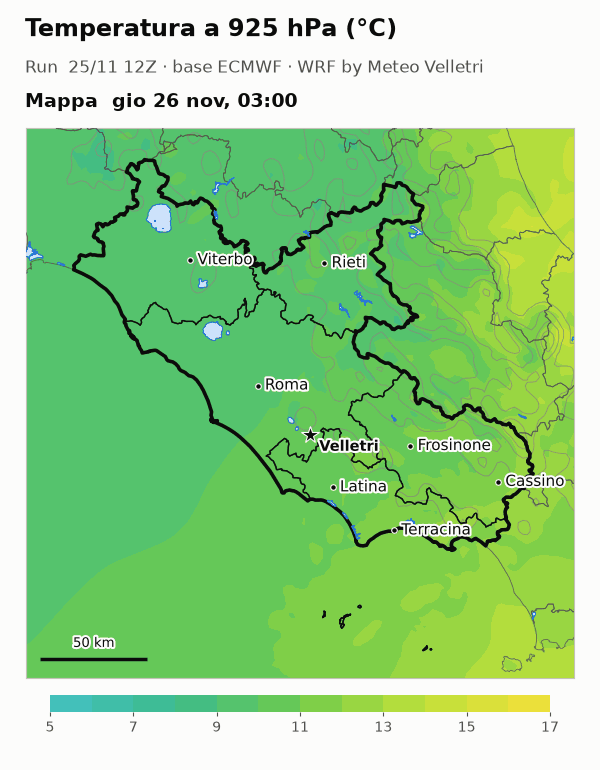 Temperatura a 925 hPa (°C)
Run  25/11 12Z · base ECMWF · WRF by Meteo Velletri
Mappa  gio 26 nov, 03:00
Viterbo
Rieti
Roma
Velletri
Frosinone
Latina
Cassino
Terracina
50 km
5 7 9 11 13 15 17